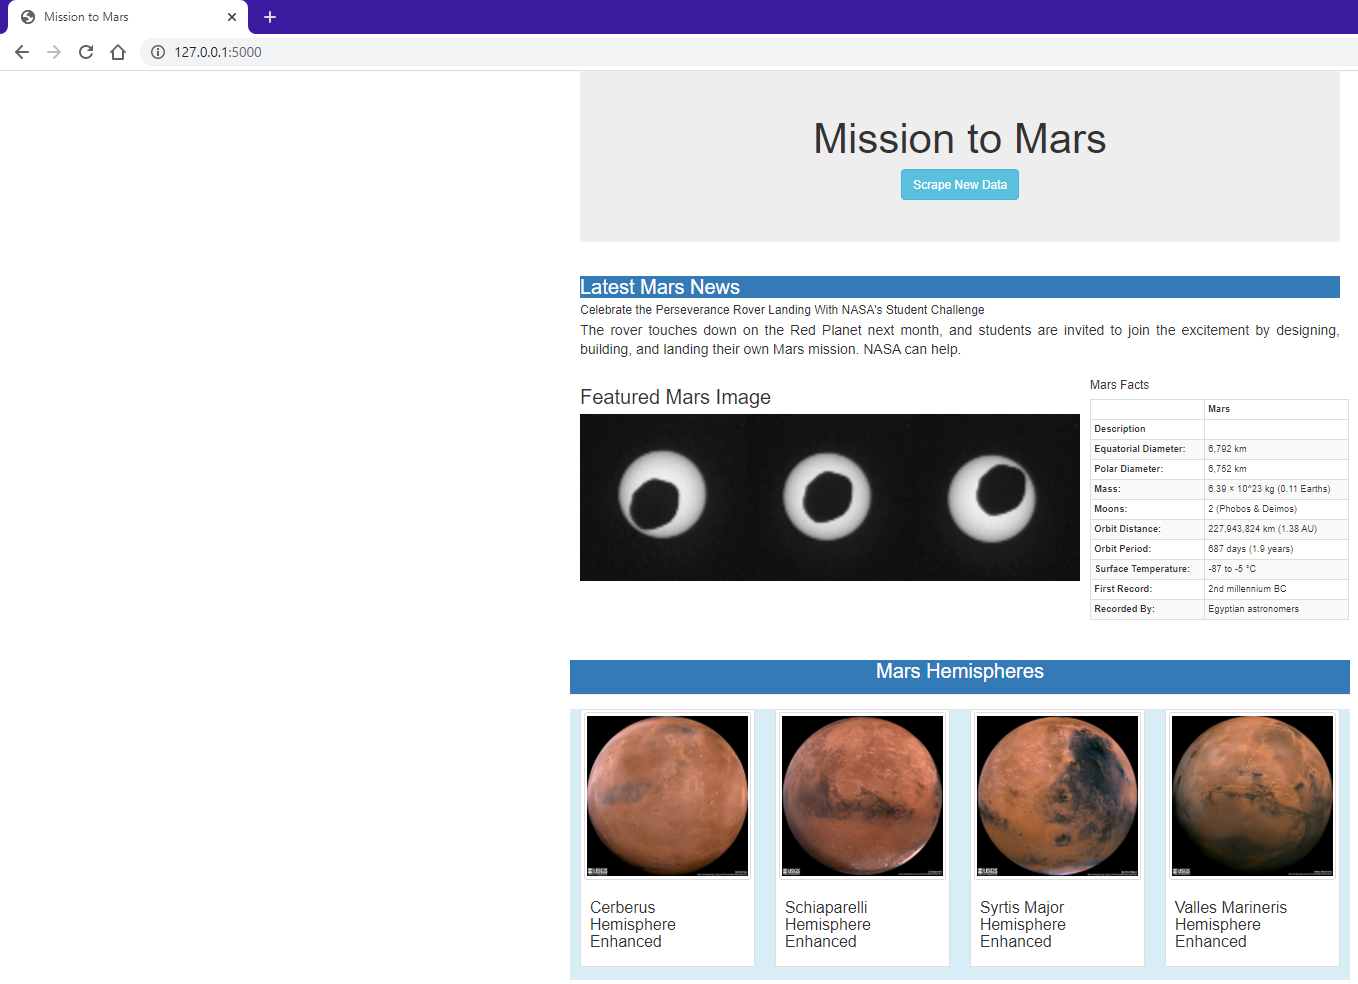 Mission to Mars
127.0.0.1:5000
Mission to Mars
Scrape New Data
Latest Mars News
Celebrate the Perseverance Rover Landing With NASA's Student Challenge
The rover touches down on the Red Planet next month, and students are invited to join the excitement by designing,
building, and landing their own Mars mission. NASA can help.
Featured Mars Image
Mars Facts
Mars
Description
Equatorial Diameter: 6,792 km
Polar Diameter: 6,752 km
Mass: 6.39 × 10^23 kg (0.11 Earths)
Moons: 2 (Phobos & Deimos)
Orbit Distance: 227,943,824 km (1.38 AU)
Orbit Period: 687 days (1.9 years)
Surface Temperature: -87 to -5 °C
First Record: 2nd millennium BC
Recorded By: Egyptian astronomers
Mars Hemispheres
USGS
USGS
USGS
USGS
Cerberus
Hemisphere
Enhanced
Schiaparelli
Hemisphere
Enhanced
Syrtis Major
Hemisphere
Enhanced
Valles Marineris
Hemisphere
Enhanced